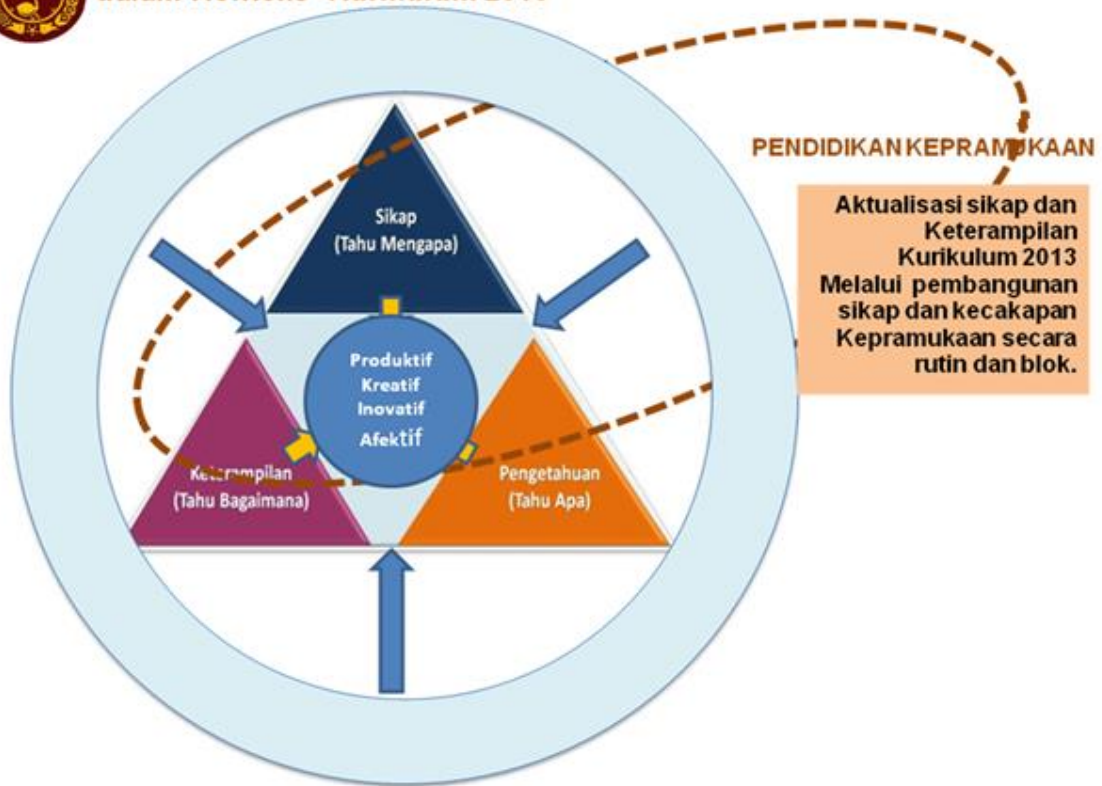 PENDIDIKAN KEPRAMUKAAN
Aktualisasi sikap dan
Keterampilan
Kurikulum 2013
Melalui pembangunan
sikap dan kecakapan
Kepramukaan secara
rutin dan blok.
Sikap
(Tahu Mengapa)
Produktif
Kreatif
Inovatif
Afektif
Keterampilan
(Tahu Bagaimana)
Pengetahuan
(Tahu Apa)